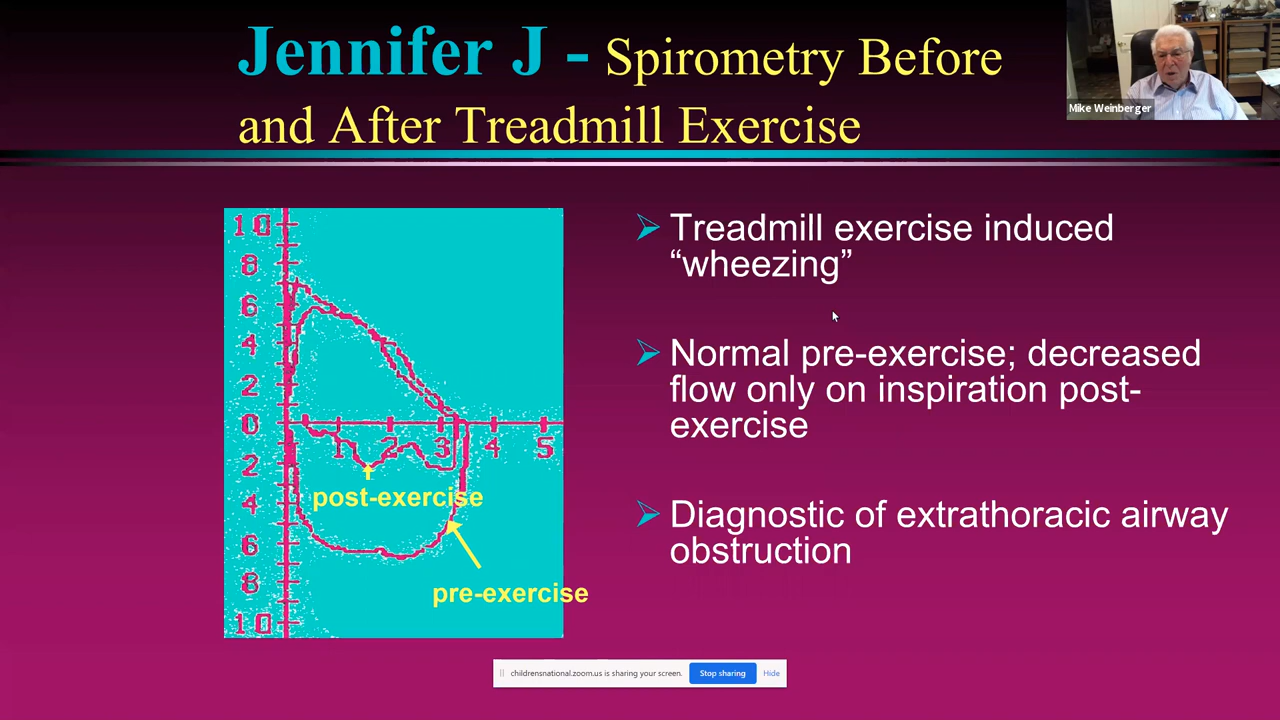 Jennifer J - Spirometry Before
and After Treadmill Exercise
Mike Weinberger
10
8
6
4
2
0
1 2 3 4 5
2
4
6
8
10
post-exercise
pre-exercise
➢ Treadmill exercise induced
“wheezing”
➢ Normal pre-exercise; decreased
flow only on inspiration post-
exercise
➢ Diagnostic of extrathoracic airway
obstruction
childrensnational.zoom.us is sharing your screen. Stop sharing Hide